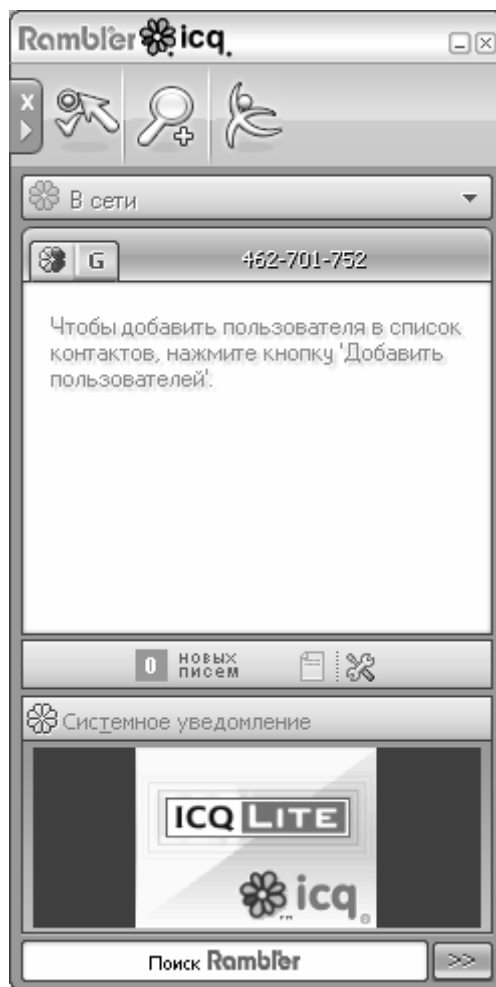 Rambler icq
X
В сети
G 462-701-752
Чтобы добавить пользователя в список
контактов, нажмите кнопку 'Добавить
пользователей'.
0 НОВЫХ
ПИСЕМ
Системное уведомление
ICQ LITE
icq
Поиск Rambler >>